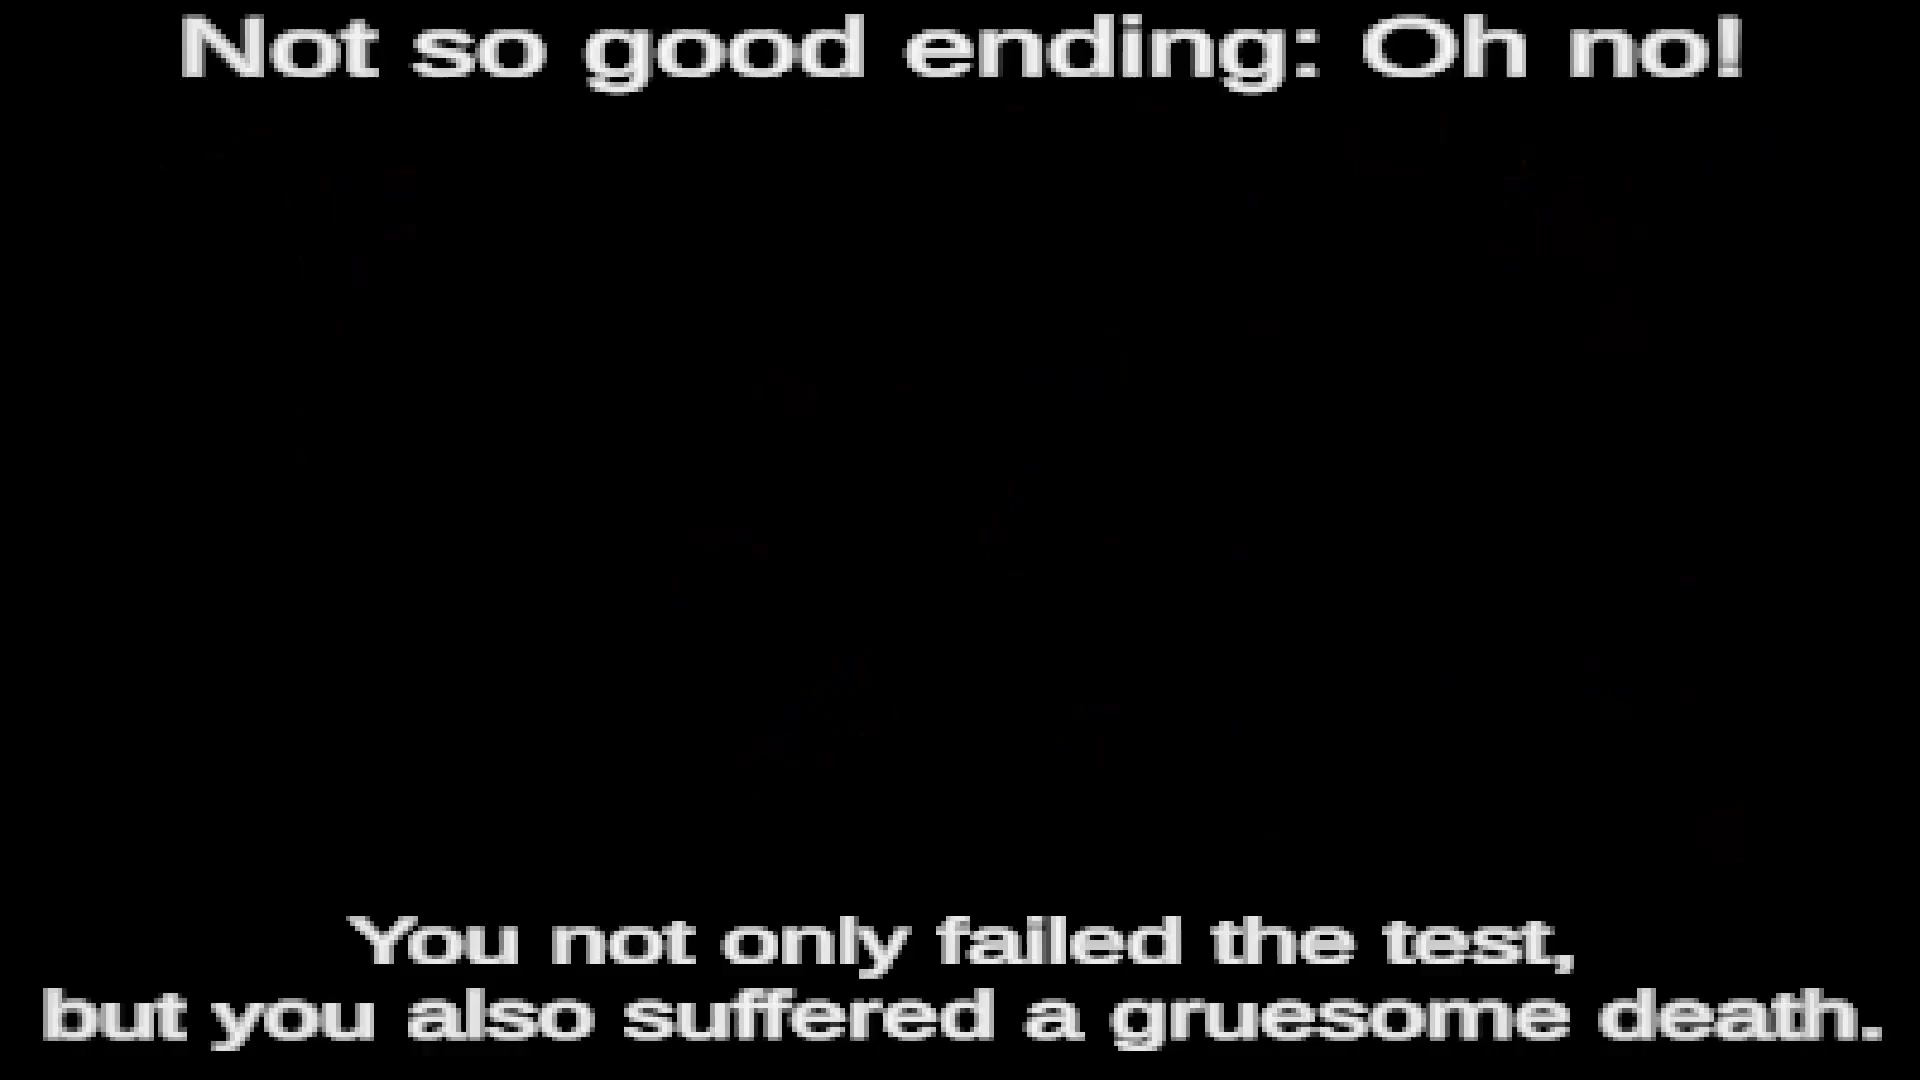 Not so good ending: Oh no!
You not only failed the test,
but you also suffered a gruesome death.